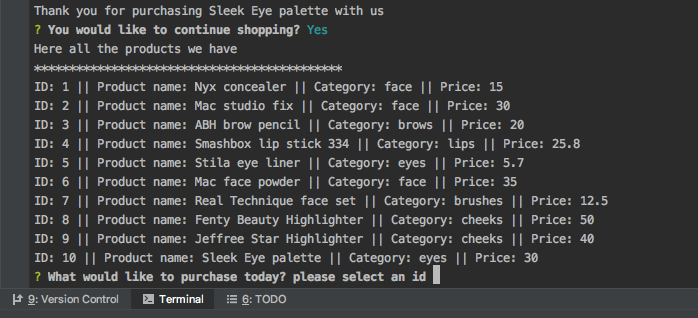 Thank you for purchasing Sleek Eye palette with us
? You would like to continue shopping? Yes
Here all the products we have
********************************************
ID: 1 || Product name: Nyx concealer || Category: face || Price: 15
ID: 2 || Product name: Mac studio fix || Category: face || Price: 30
ID: 3 || Product name: ABH brow pencil || Category: brows || Price: 20
ID: 4 || Product name: Smashbox lip stick 334 || Category: lips || Price: 25.8
ID: 5 || Product name: Stila eye liner || Category: eyes || Price: 5.7
ID: 6 || Product name: Mac face powder || Category: face || Price: 35
ID: 7 || Product name: Real Technique face set || Category: brushes || Price: 12.5
ID: 8 || Product name: Fenty Beauty Highlighter || Category: cheeks || Price: 50
ID: 9 || Product name: Jeffree Star Highlighter || Category: cheeks || Price: 40
ID: 10 || Product name: Sleek Eye palette || Category: eyes || Price: 30
? What would like to purchase today? please select an id
9: Version Control Terminal 6: TODO